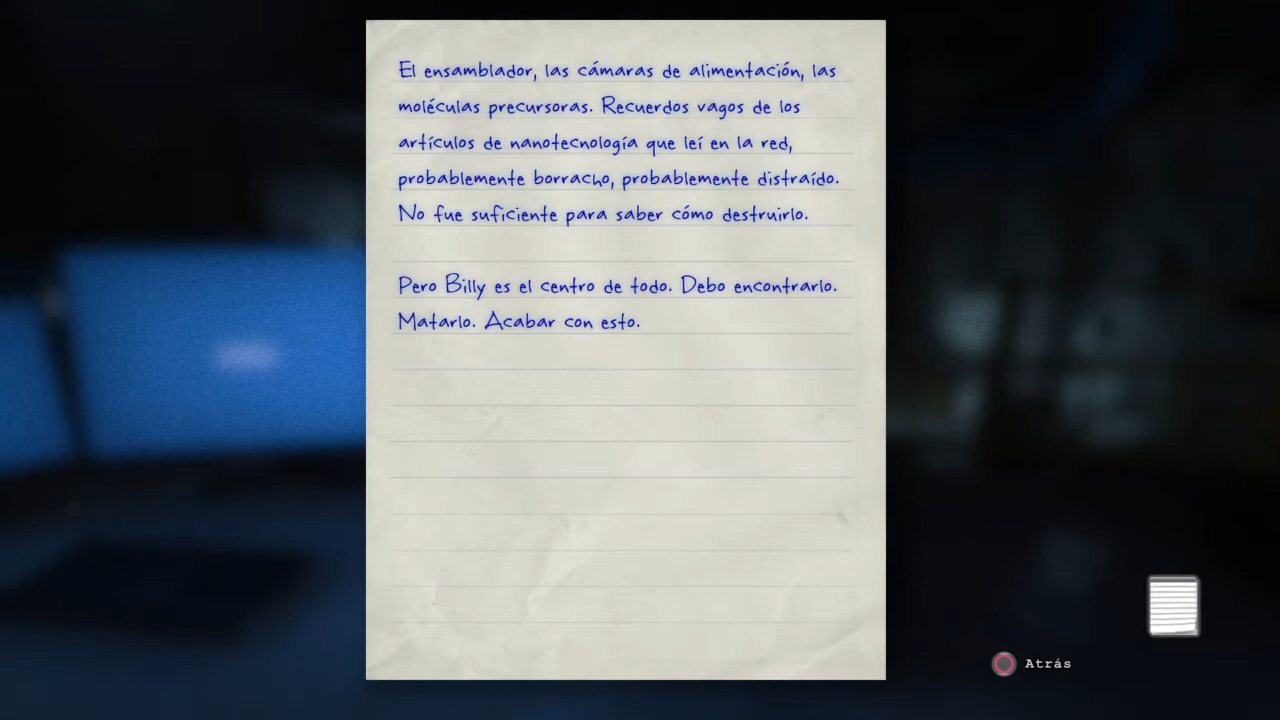 El ensamblador, las cámaras de alimentación, las
moléculas precursoras. Recuerdos vagos de los
artículos de nanotecnología que leí en la red,
probablemente borracho, probablemente distraído.
No fue suficiente para saber cómo destruirlo.
Pero Billy es el centro de todo. Debo encontrarlo.
Matarlo. Acabar con esto.
Atrás